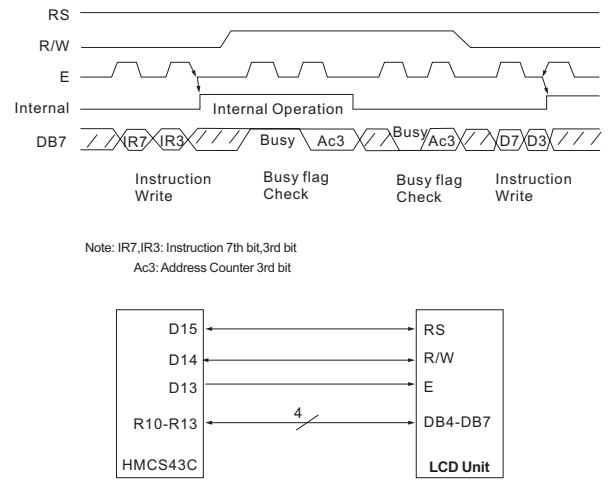 RS
R/W
E
Internal Internal Operation
DB7 IR7 IR3 Busy Ac3 Busy Ac3 D7 D3
Instruction Write
Busy flag Check
Busy flag Check
Instruction Write
Note: IR7,IR3: Instruction 7th bit,3rd bit
Ac3: Address Counter 3rd bit
D15 RS
D14 R/W
D13 E
R10-R13 4 DB4-DB7
HMCS43C LCD Unit